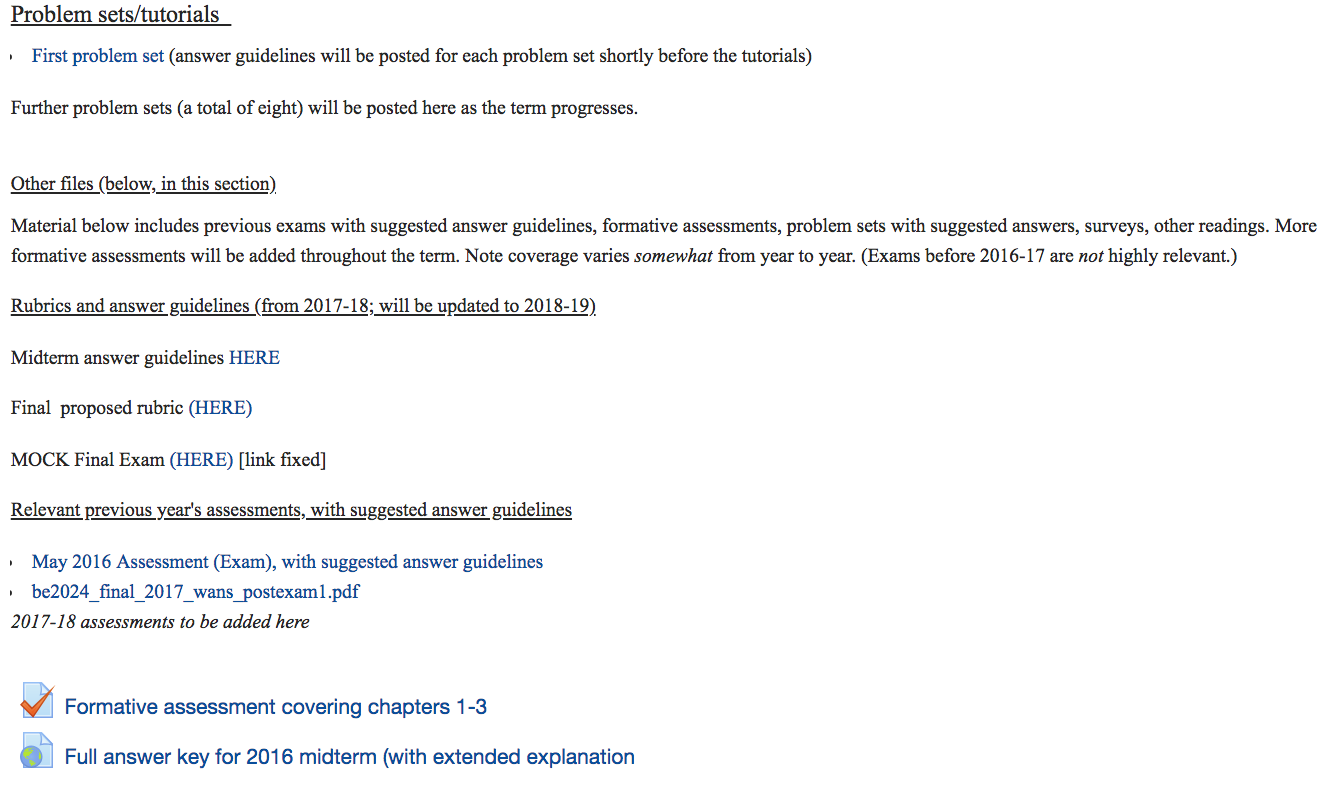 Problem sets/tutorials
First problem set (answer guidelines will be posted for each problem set shortly before the tutorials)
Further problem sets (a total of eight) will be posted here as the term progresses.
Other files (below, in this section)
Material below includes previous exams with suggested answer guidelines, formative assessments, problem sets with suggested answers, surveys, other readings. More
formative assessments will be added throughout the term. Note coverage varies somewhat from year to year. (Exams before 2016-17 are not highly relevant.)
Rubrics and answer guidelines (from 2017-18; will be updated to 2018-19)
Midterm answer guidelines HERE
Final  proposed rubric (HERE)
MOCK Final Exam (HERE) [link fixed]
Relevant previous year's assessments, with suggested answer guidelines
May 2016 Assessment (Exam), with suggested answer guidelines
be2024_final_2017_wans_postexam1.pdf
2017-18 assessments to be added here
Formative assessment covering chapters 1-3
Full answer key for 2016 midterm (with extended explanation